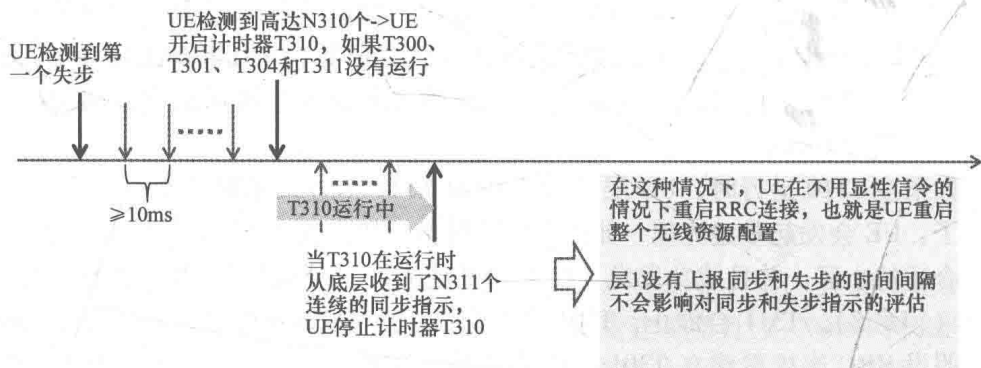 UE检测到高达N310个->UE
开启计时器T310，如果T300、
T301、T304和T311没有运行
UE检测到第
一个失步
≥10ms
T310运行中
当T310在运行时
从底层收到了N311个
连续的同步指示，
UE停止计时器T310
在这种情况下，UE在不用显性信令的
情况下重启RRC连接，也就是UE重启
整个无线资源配置
层1没有上报同步和失步的时间间隔
不会影响对同步和失步指示的评估